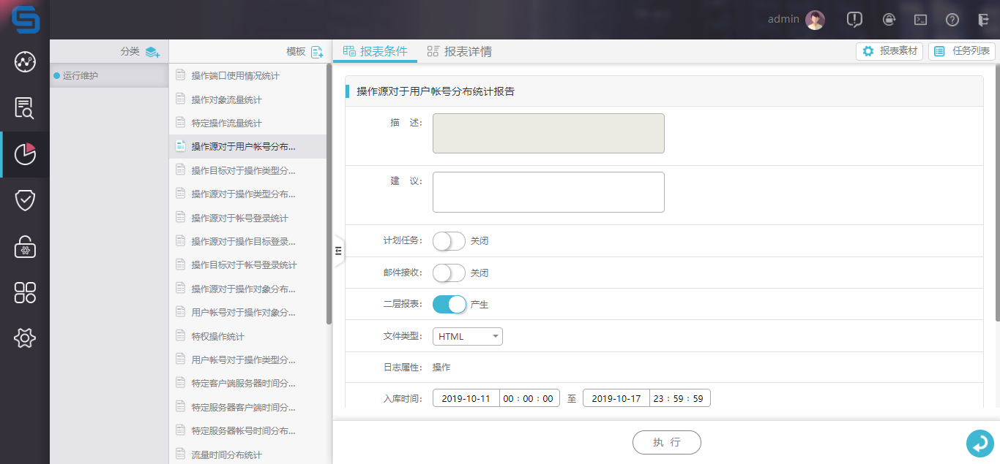 admin
分类
模板
报表条件
报表详情
报表素材
任务列表
运行维护
操作端口使用情况统计
操作对象流量统计
特定操作流量统计
操作源对于用户帐号分布...
操作目标对于操作类型分...
操作源对于操作类型分布...
操作源对于帐号登录统计
操作源对于操作目标登录...
操作目标对于帐号登录统计
操作源对于操作对象分布...
用户帐号对于操作对象分...
特权操作统计
用户帐号对于操作类型分...
特定客户端服务器时间分...
特定服务器客户端时间分...
特定服务器帐号时间分布...
流量时间分布统计
操作源对于用户帐号分布统计报告
描 述:
建 议:
计划任务: 关闭
邮件接收: 关闭
二层报表: 产生
文件类型: HTML
日志属性: 操作
入库时间: 2019-10-11 00 : 00 : 00 至 2019-10-17 23 : 59 : 59
执 行